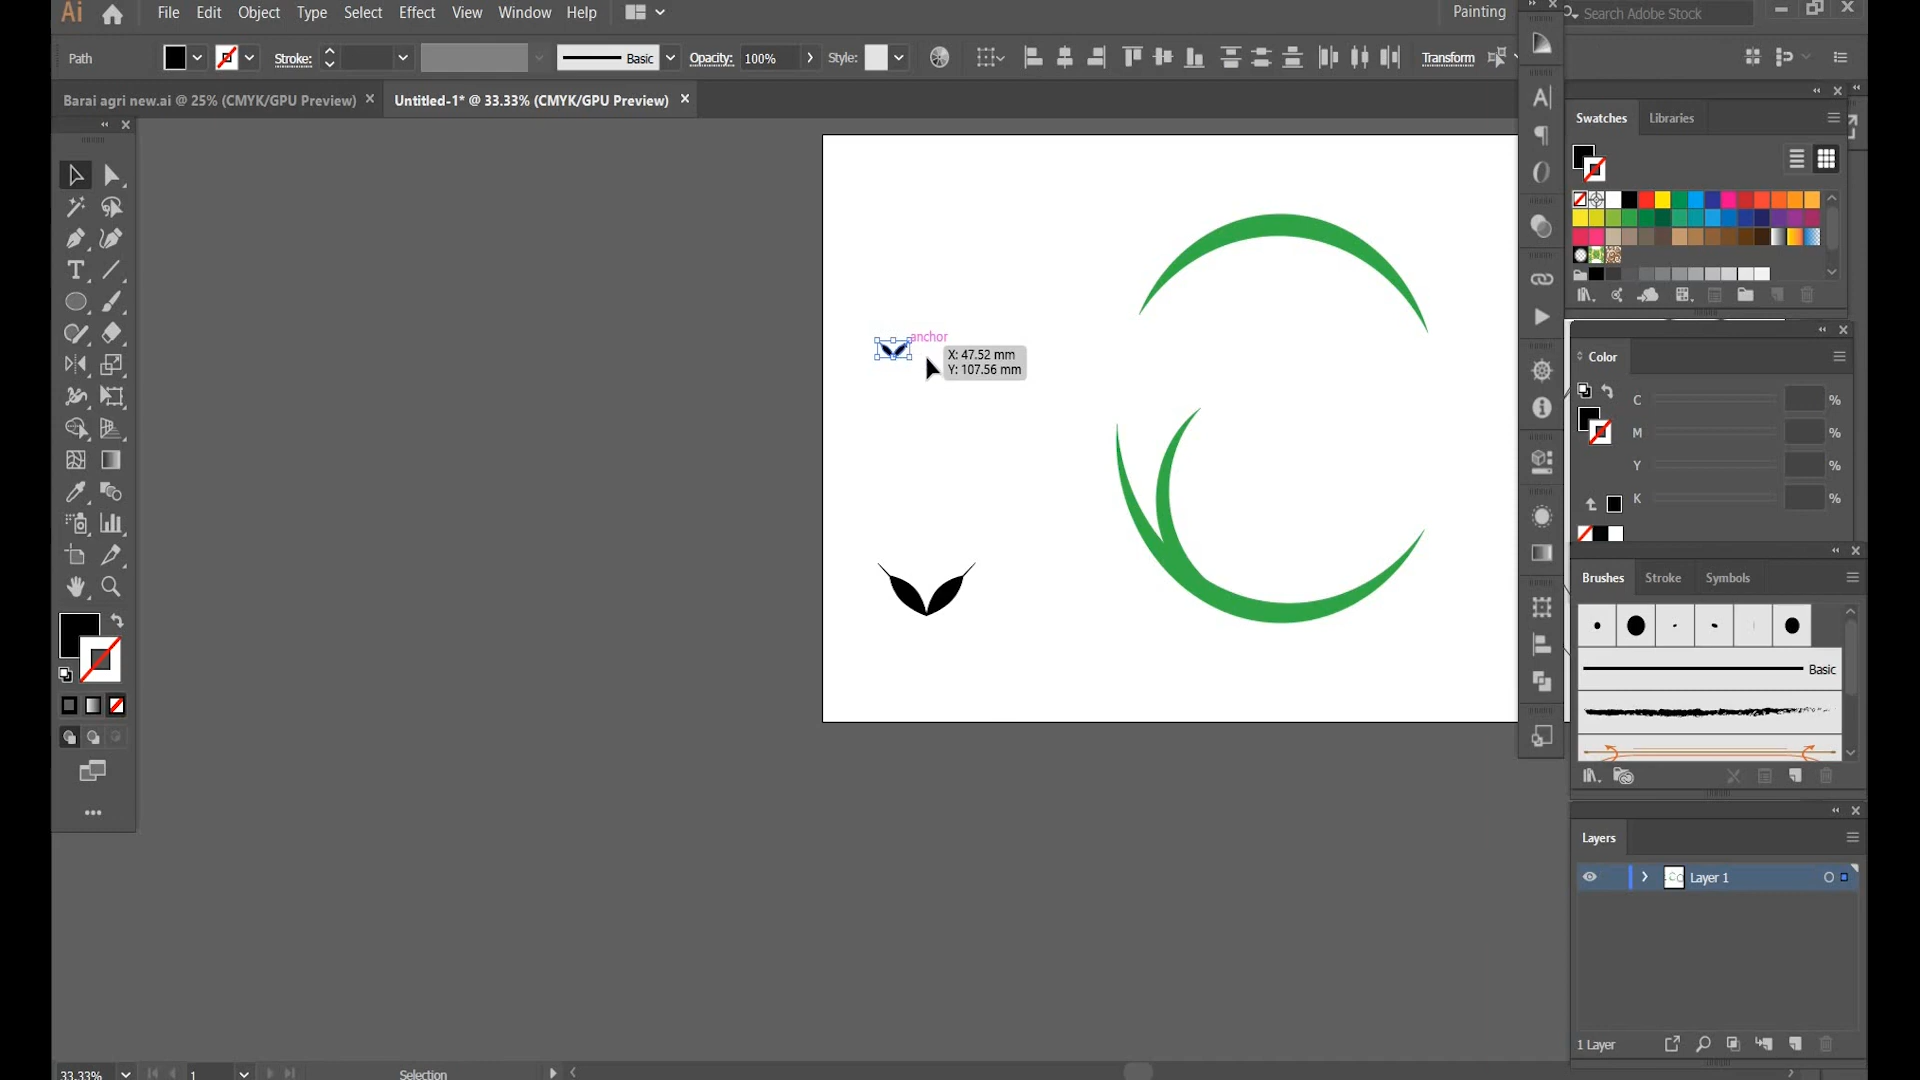 Ai File Edit Object Type Select Effect View Window Help Painting Search Adobe Stock
Path Stroke: Basic Opacity: 100% Style: Transform
Barai agri new.ai @ 25% (CMYK/GPU Preview) × Untitled-1* @ 33.33% (CMYK/GPU Preview) ×
Swatches Libraries
anchor
X: 47.52 mm
Y: 107.56 mm
Color
C %
M %
Y %
K %
Brushes Stroke Symbols
Basic
Layers
Layer 1
1 Layer
33.33% 1 Selection